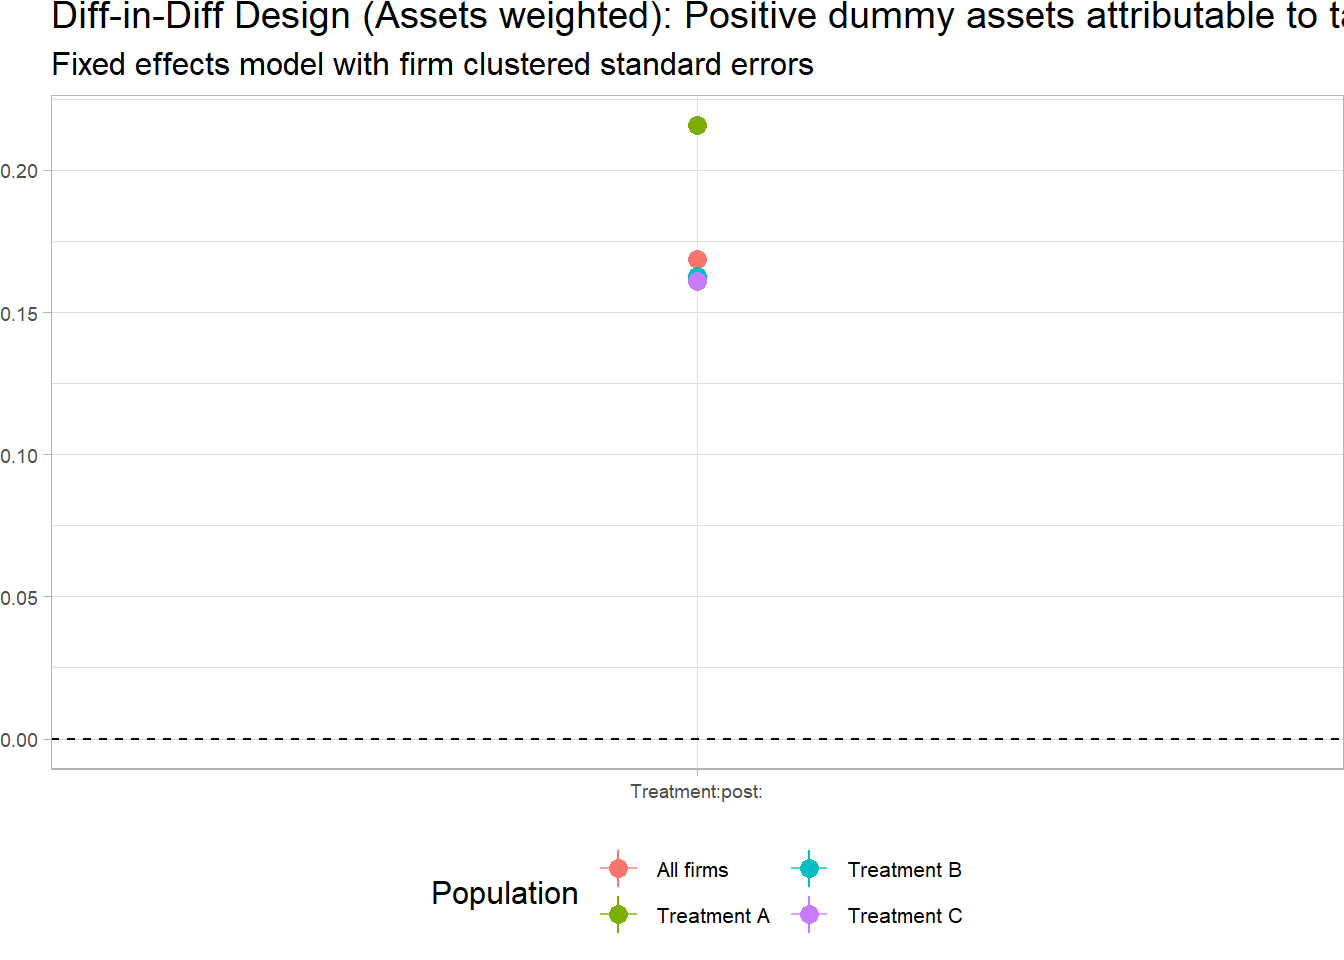 Diff-in-Diff Design (Assets weighted): Positive dummy assets attributable to
Fixed effects model with firm clustered standard errors
0.20
0.15
0.10
0.05
0.00
Treatment:post:
Population
All firms
Treatment B
Treatment A
Treatment C